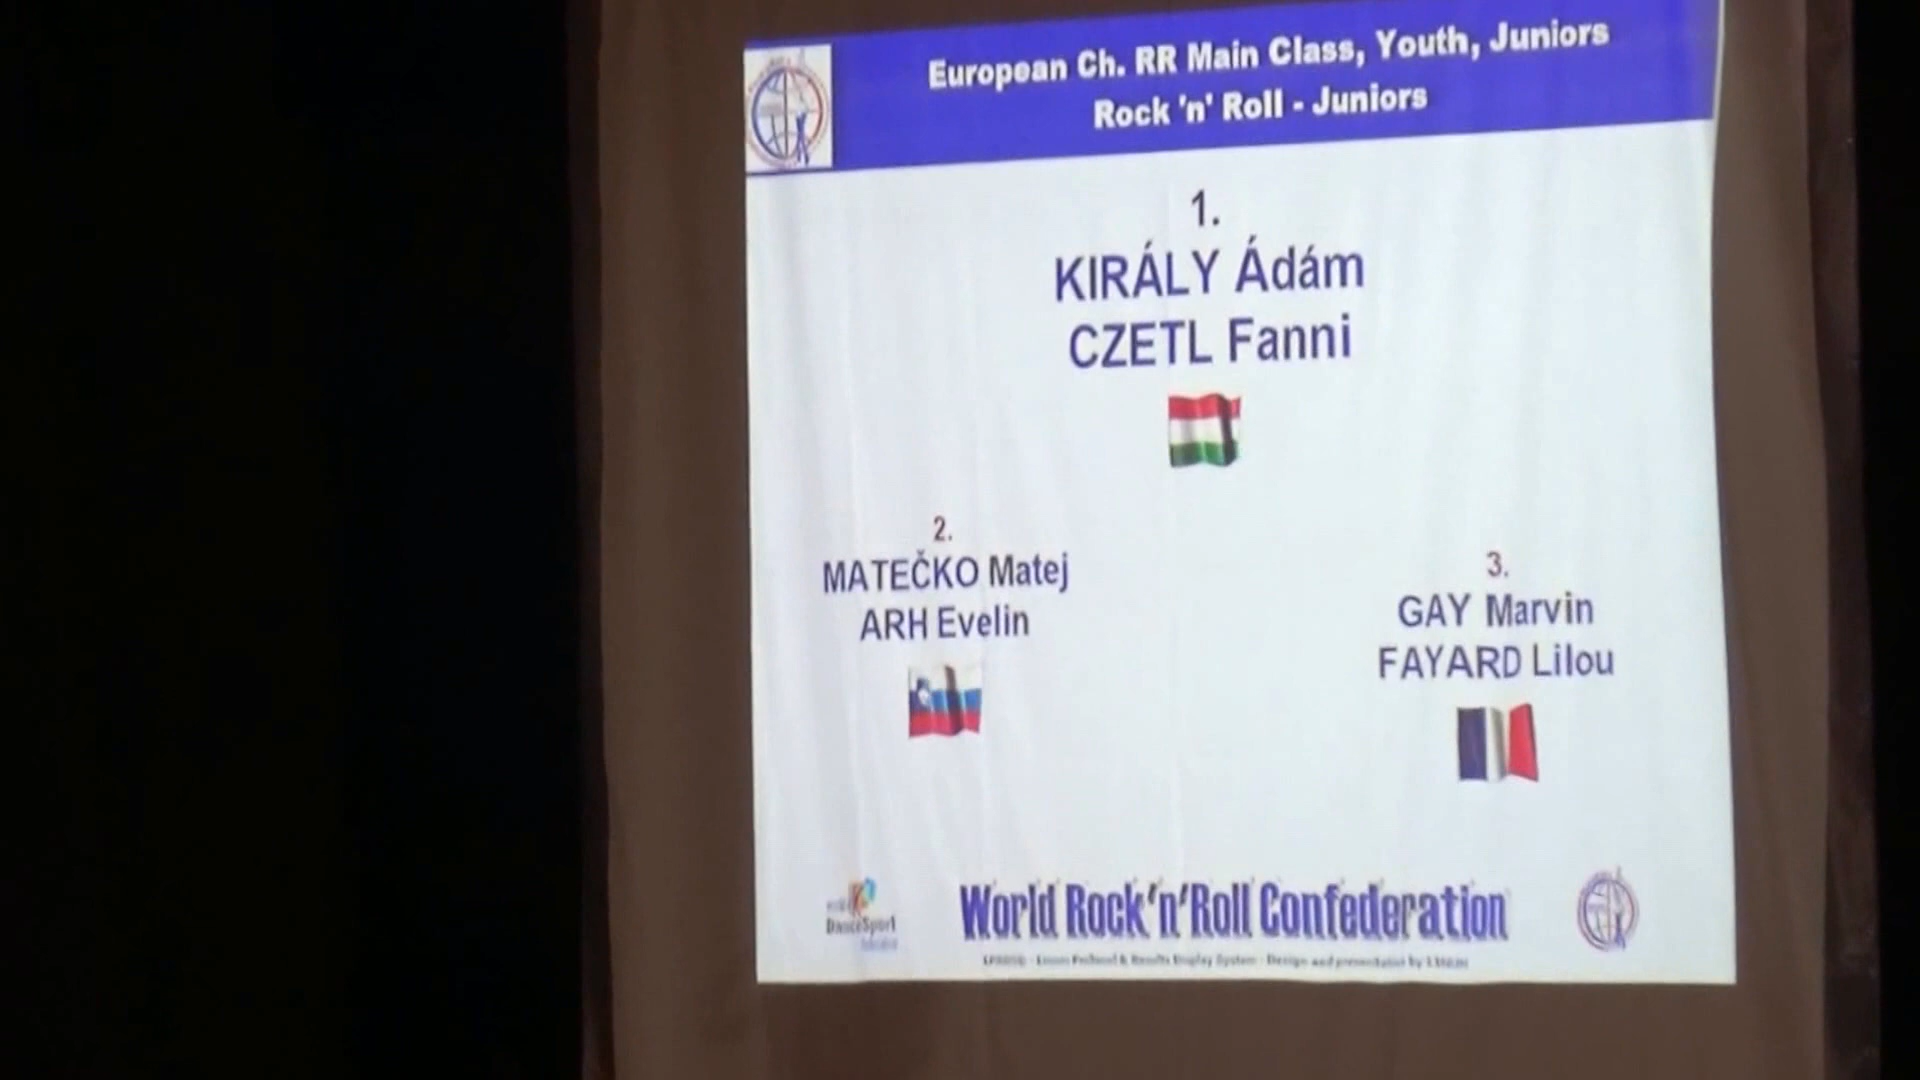 European Ch. RR Main Class, Youth, Juniors
Rock 'n' Roll - Juniors
1.
KIRÁLY Ádám
CZETL Fanni
2.
MATEČKO Matej
ARH Evelin
3.
GAY Marvin
FAYARD Lilou
DanceSport
World Rock'n'Roll Confederation